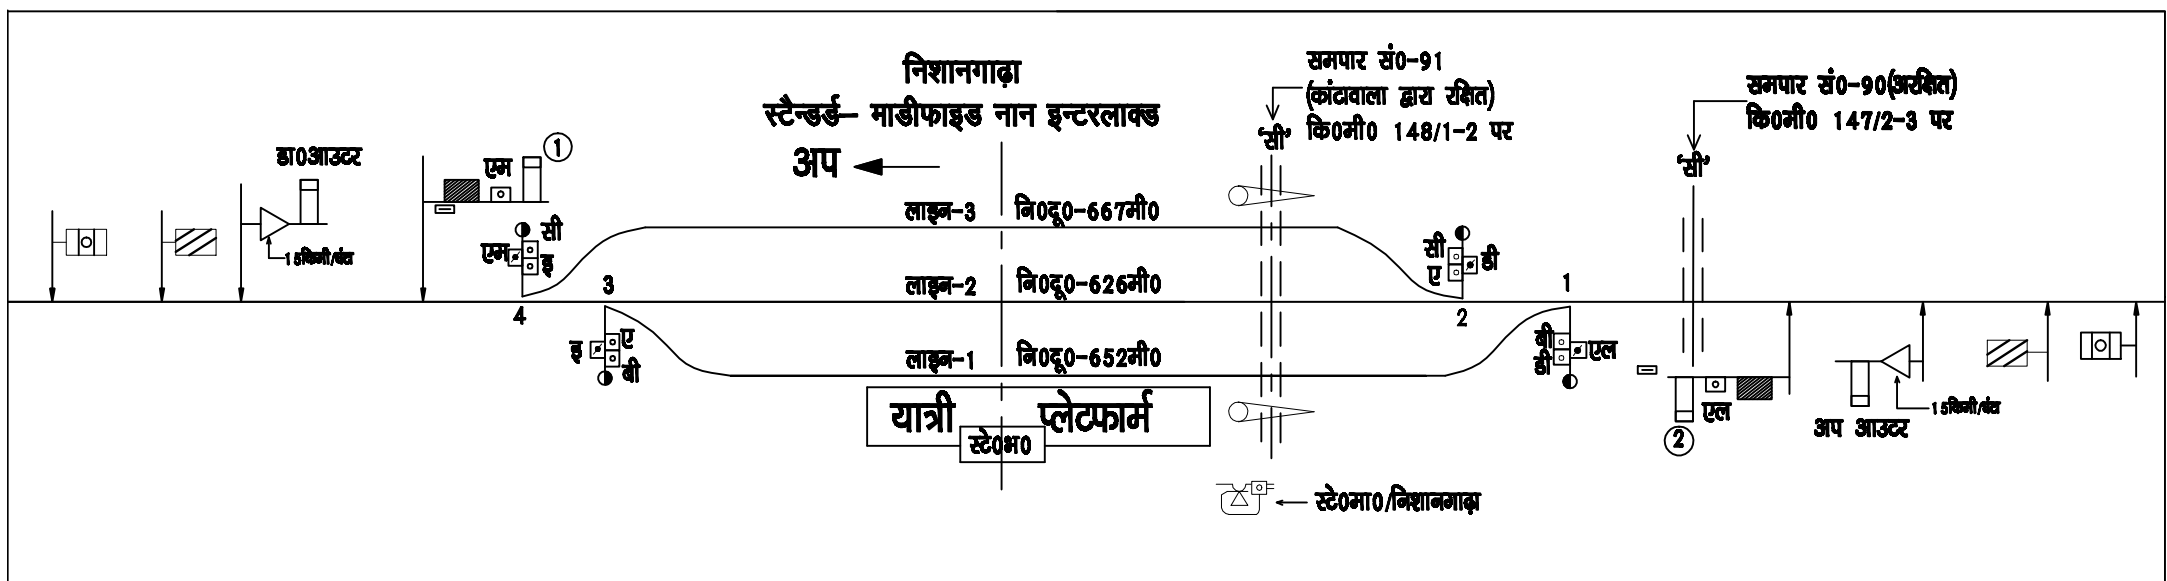 निशानगाढ़ा
स्टैन्डर्ड- माडीफाइड नान इन्टरलाक्ड
अप
समपार सं0-91
(कांटावाला द्वारा रक्षित)
कि0मी0 148/1-2 पर
'सी'
समपार सं0-90(अरक्षित)
कि0मी0 147/2-3 पर
'सी'
डा0आउटर
15किमी/घंटा
एम
1
सी
एम
लाइन-3 नि0दू0-667मी0
सी
ए
डी
3
लाइन-2 नि0दू0-626मी0
1
4
2
ए
बी
लाइन-1 नि0दू0-652मी0
बी
डी
एल
यात्री प्लेटफार्म
स्टे0भ0
एल
2
अप आउटर
15किमी/घंटा
स्टे0मा0/निशानगाढ़ा